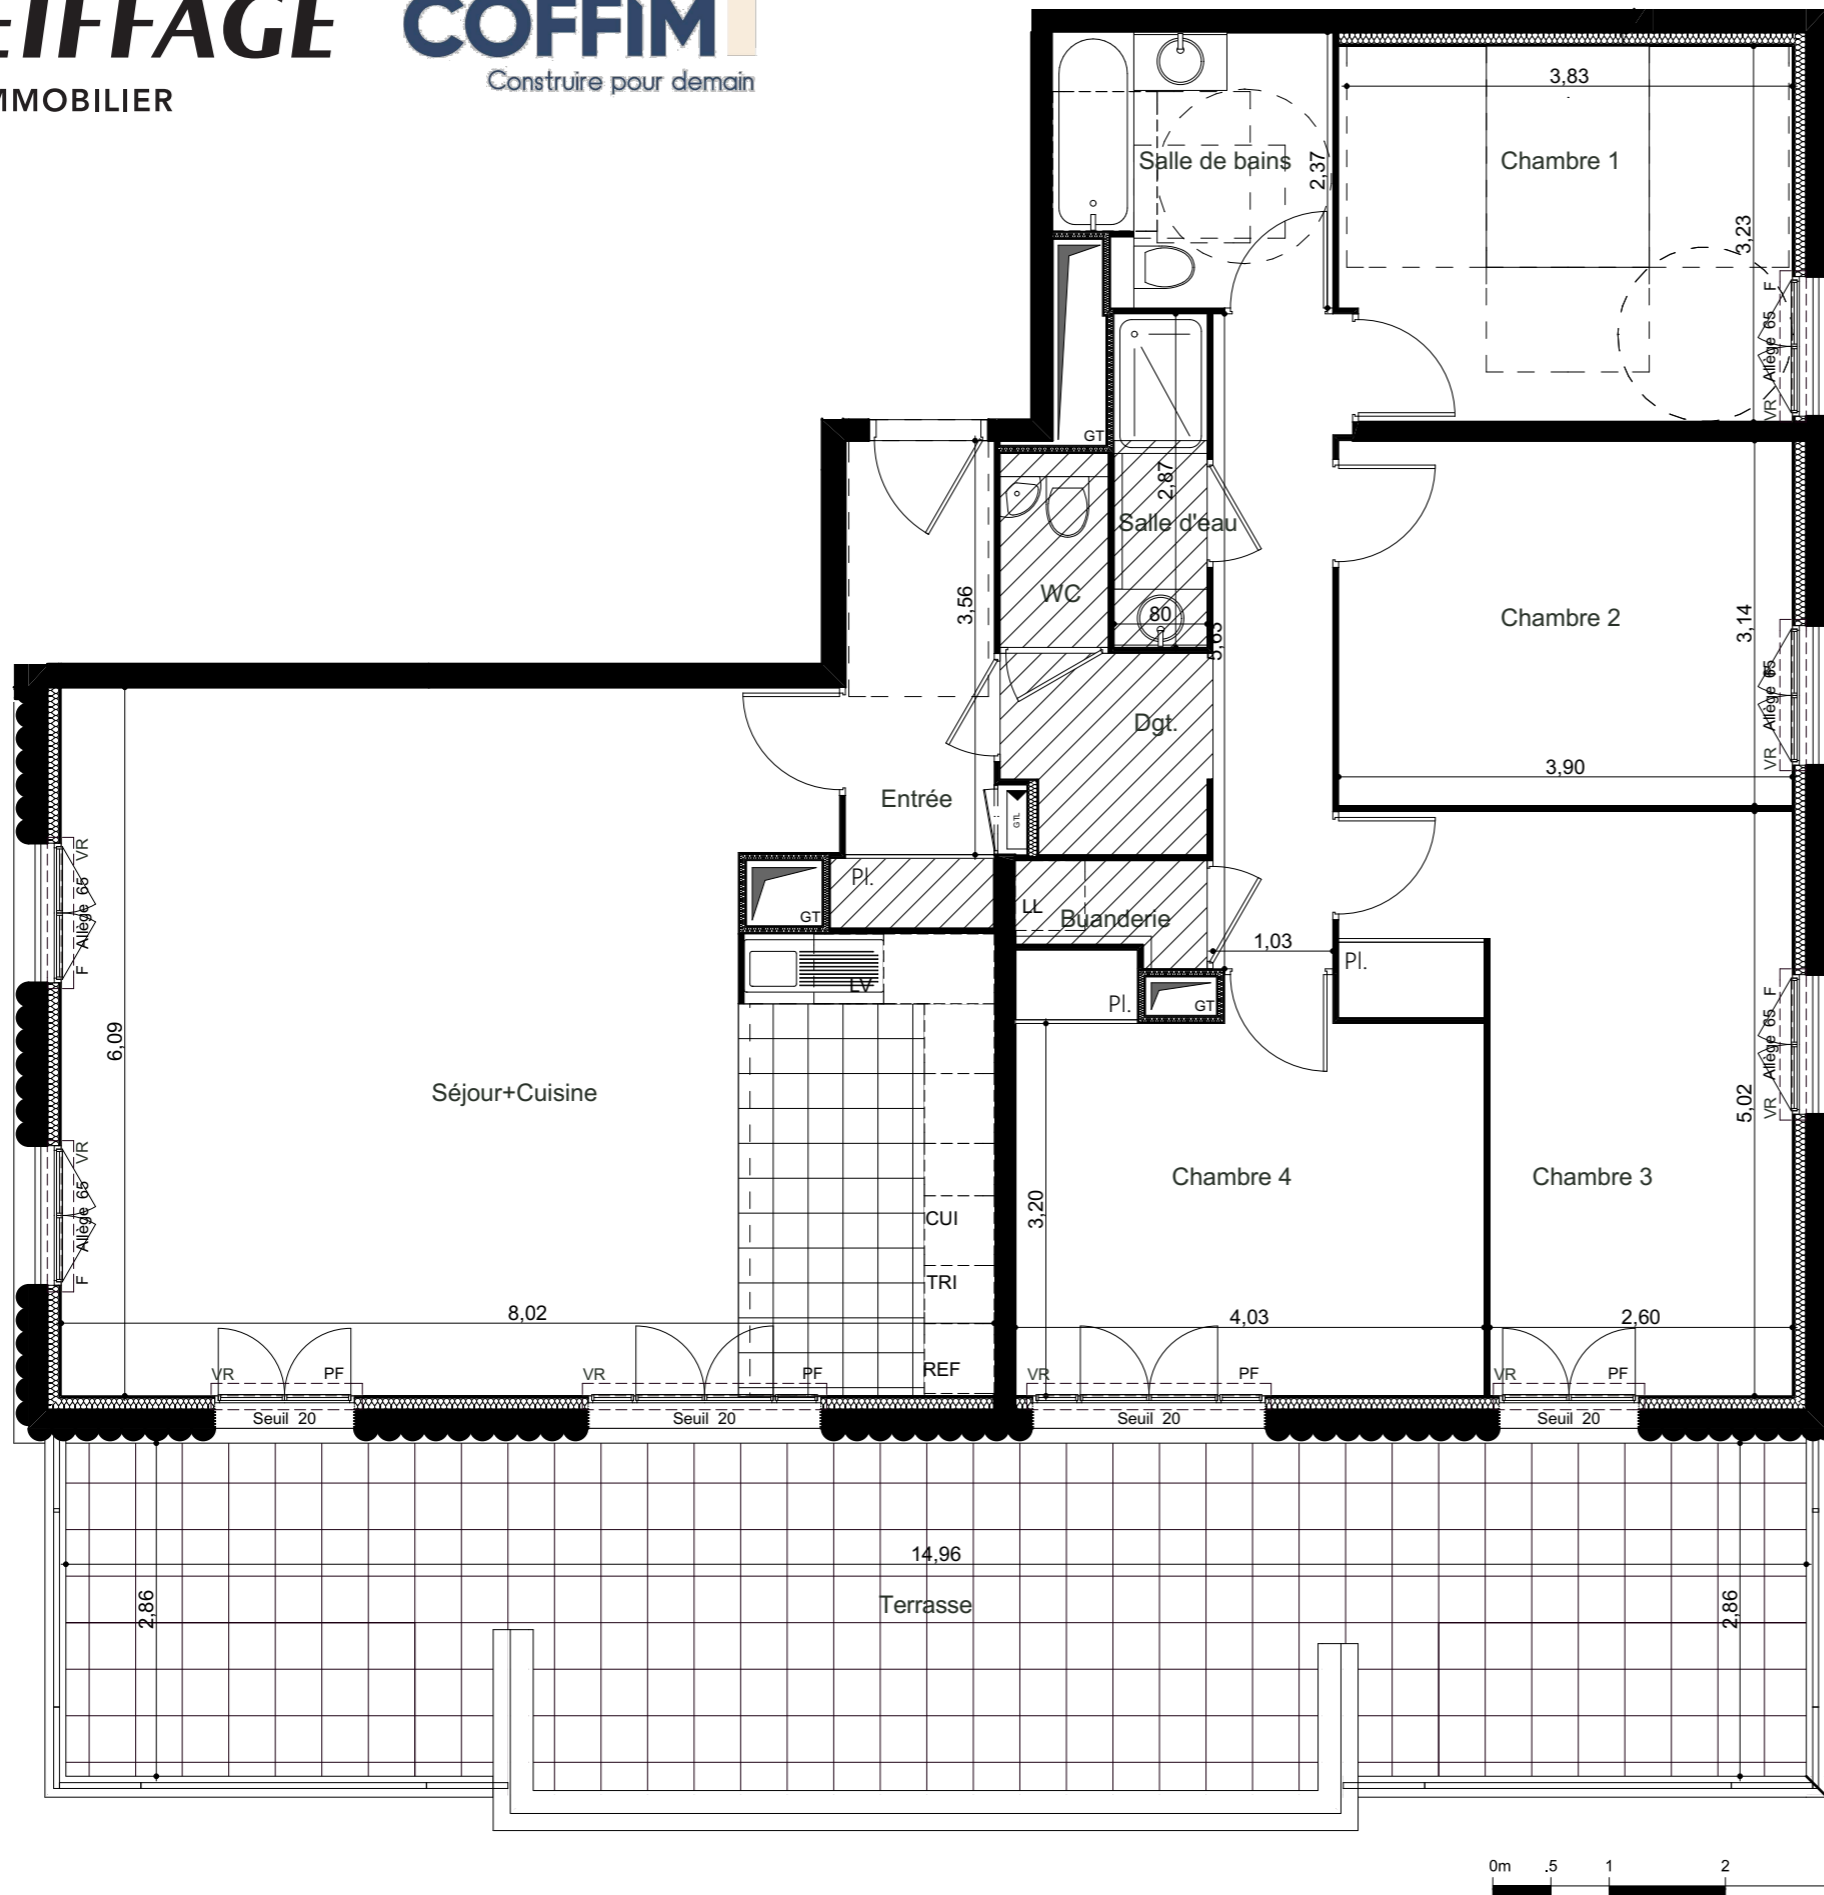 EIFFAGE
MMOBILIER
COFFIM
Construire pour demain
3,83
Salle de bains
2,37
Chambre 1
3,23
VR Allège 65 F
GT
2,87
Salle d'eau
3,56
WC
80
5,63
Chambre 2
3,14
VR Allège 65
3,90
Dgt.
Entrée
GTL
Pl.
GT
LL
Buanderie
1,03
Pl.
Pl.
GT
LV
F Allège 65 VR
6,09
Séjour+Cuisine
F Allège 65 VR
CUI
TRI
REF
8,02
3,20
Chambre 4
4,03
Chambre 3
5,02
VR Allège 65 F
2,60
VR PF
VR PF
VR PF
VR PF
Seuil 20
Seuil 20
Seuil 20
Seuil 20
14,96
2,86
Terrasse
2,86
0m .5 1 2